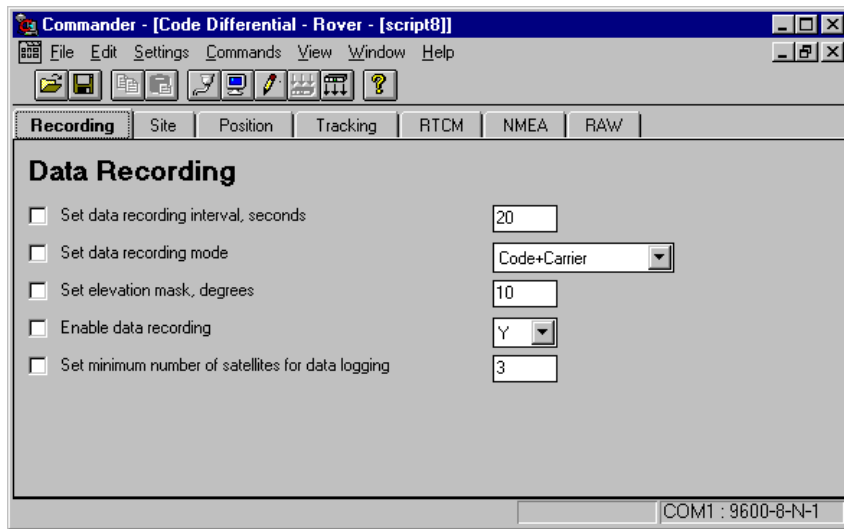 Commander - [Code Differential - Rover - [script8]]
File Edit Settings Commands View Window Help
Recording Site Position Tracking RTCM NMEA RAW
Data Recording
Set data recording interval, seconds 20
Set data recording mode Code+Carrier
Set elevation mask, degrees 10
Enable data recording Y
Set minimum number of satellites for data logging 3
COM1 : 9600-8-N-1